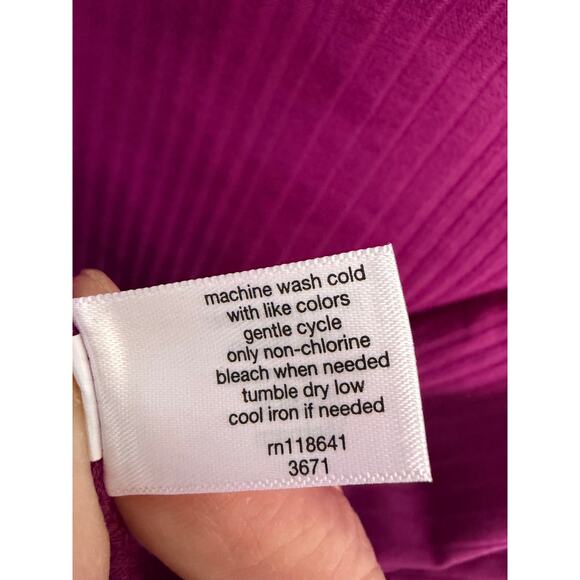 machine wash cold
with like colors
gentle cycle
only non-chlorine
bleach when needed
tumble dry low
cool iron if needed
rn118641
3671